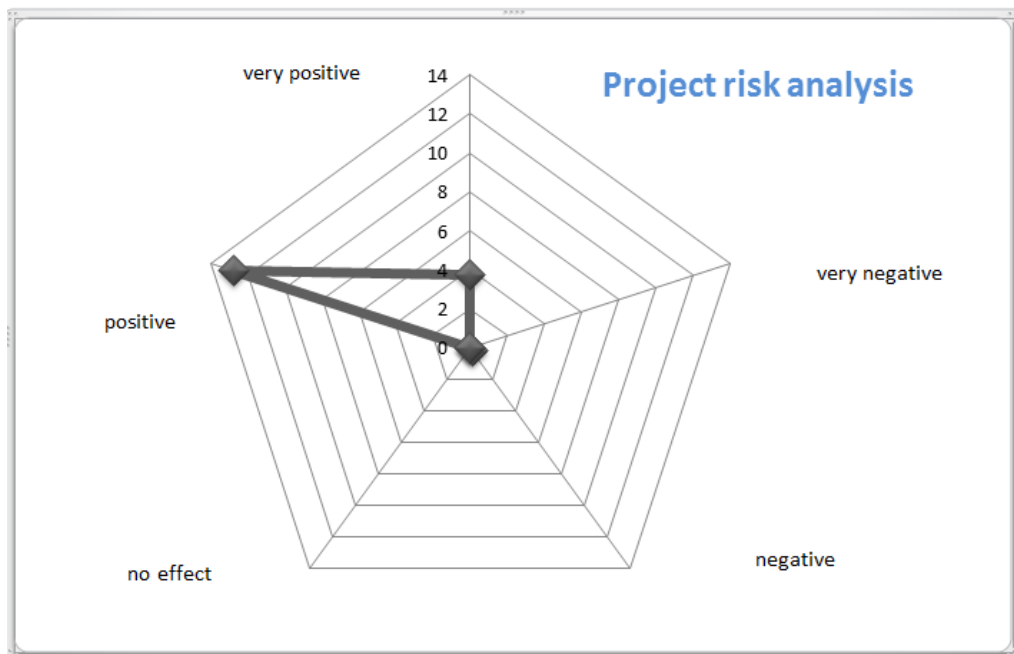 Project risk analysis
very positive
14
12
10
8
6
4
2
0
very negative
positive
negative
no effect